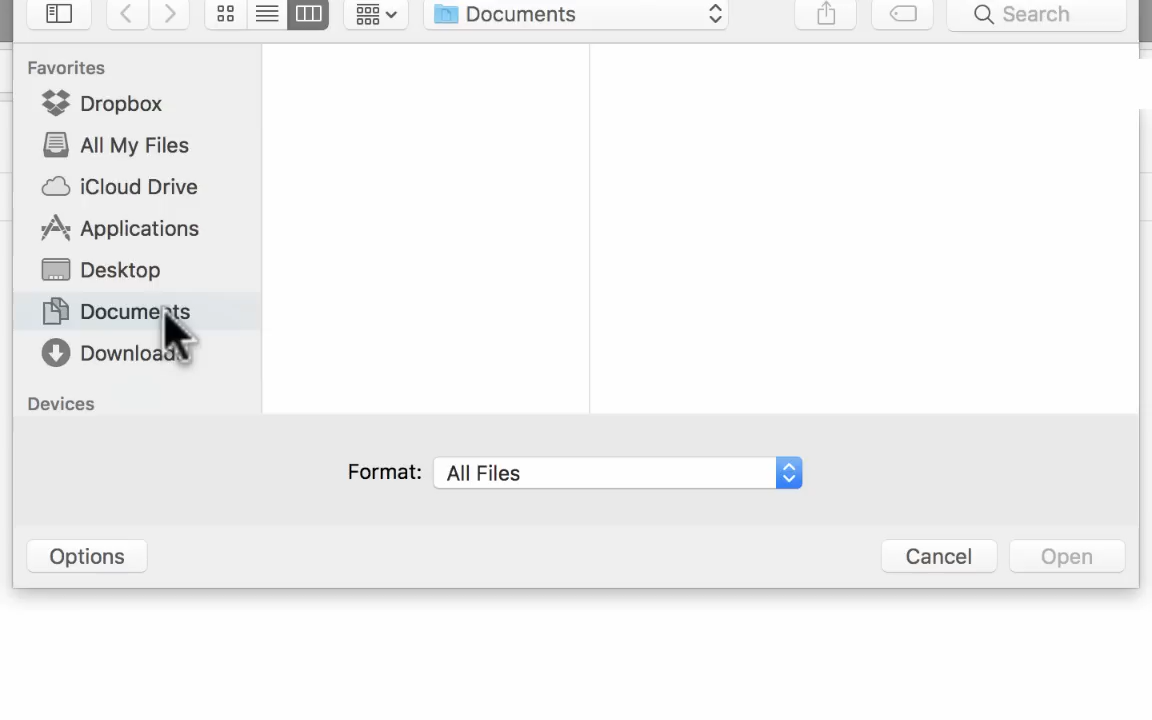 Documents
Search
Favorites
Dropbox
All My Files
iCloud Drive
Applications
Desktop
Documents
Downloads
Devices
Format: All Files
Options
Cancel
Open